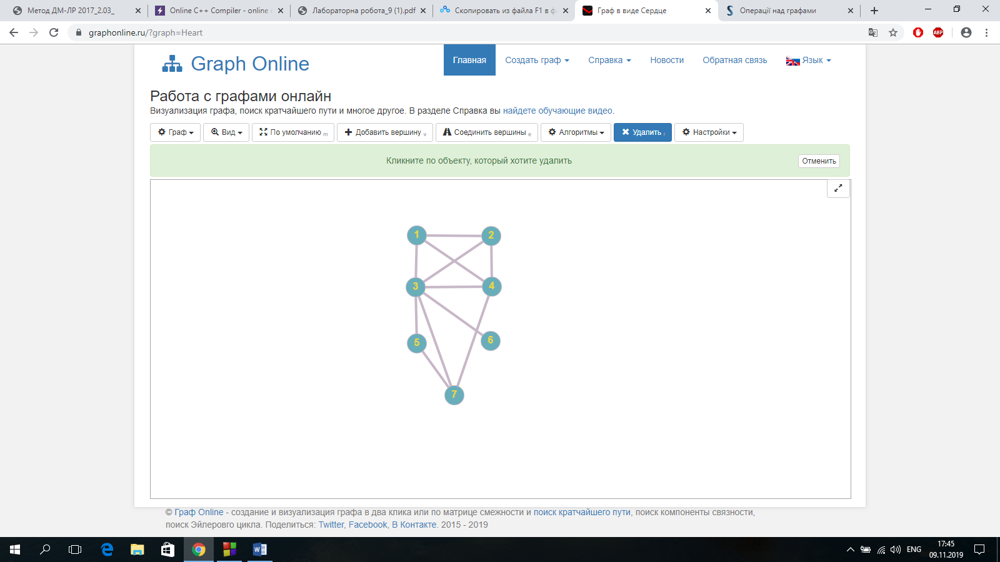 Метод ДМ-ЛР 2017_2.03_
Online C++ Compiler - online
Лабораторна робота_9 (1).pdf
Скопировать из файла F1 в
Граф в виде Сердце
Операції над графами
graphonline.ru/?graph=Heart
ABP
Graph Online
Главная
Создать граф
Справка
Новости
Обратная связь
Язык
Работа с графами онлайн
Визуализация графа, поиск кратчайшего пути и многое другое. В разделе Справка вы найдете обучающие видео.
Граф
Вид
По умолчанию m
Добавить вершину v
Соединить вершины e
Алгоритмы
Удалить r
Настройки
Кликните по объекту, который хотите удалить
Отменить
1
2
3
4
5
6
7
© Граф Online - создание и визуализация графа в два клика или по матрице смежности и поиск кратчайшего пути, поиск компоненты связности,
поиск Эйлерового цикла. Поделиться: Twitter, Facebook, В Контакте. 2015 - 2019
ENG
17:45
09.11.2019